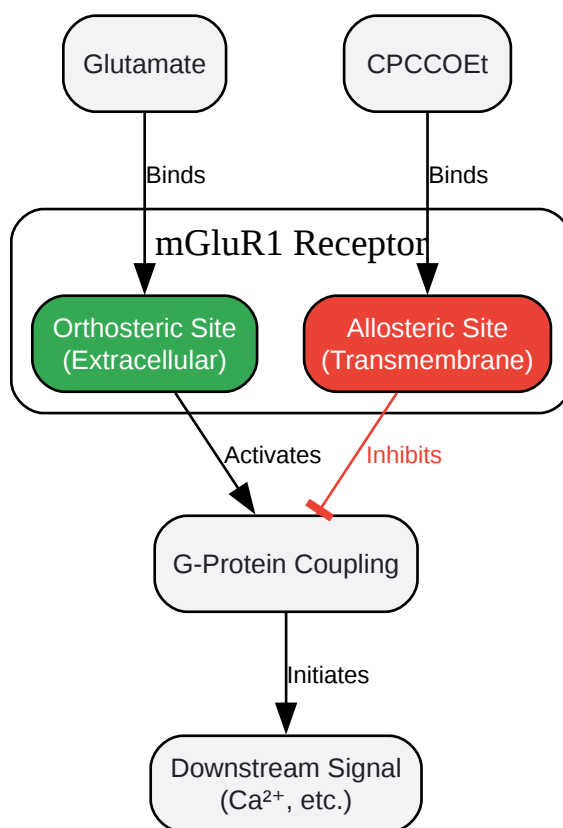 Glutamate
CPCCOEt
Binds
Binds
mGluR1 Receptor
Orthosteric Site
(Extracellular)
Allosteric Site
(Transmembrane)
Activates
Inhibits
G-Protein Coupling
Initiates
Downstream Signal
(Ca²⁺, etc.)